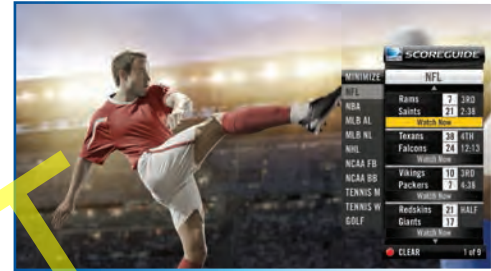 SCOREGUIDE
MINIMIZE
NFL
NBA
MLB AL
MLB NL
NHL
NCAA FB
NCAA BB
TENNIS M
TENNIS W
GOLF
NFL
Rams 7 3RD
Saints 21 2:38
Watch Now
Texans 38 4TH
Falcons 24 12:13
Watch Now
Vikings 10 3RD
Packers 7 4:38
Watch Now
Redskins 21 HALF
Giants 17
Watch Now
CLEAR 1 of 9